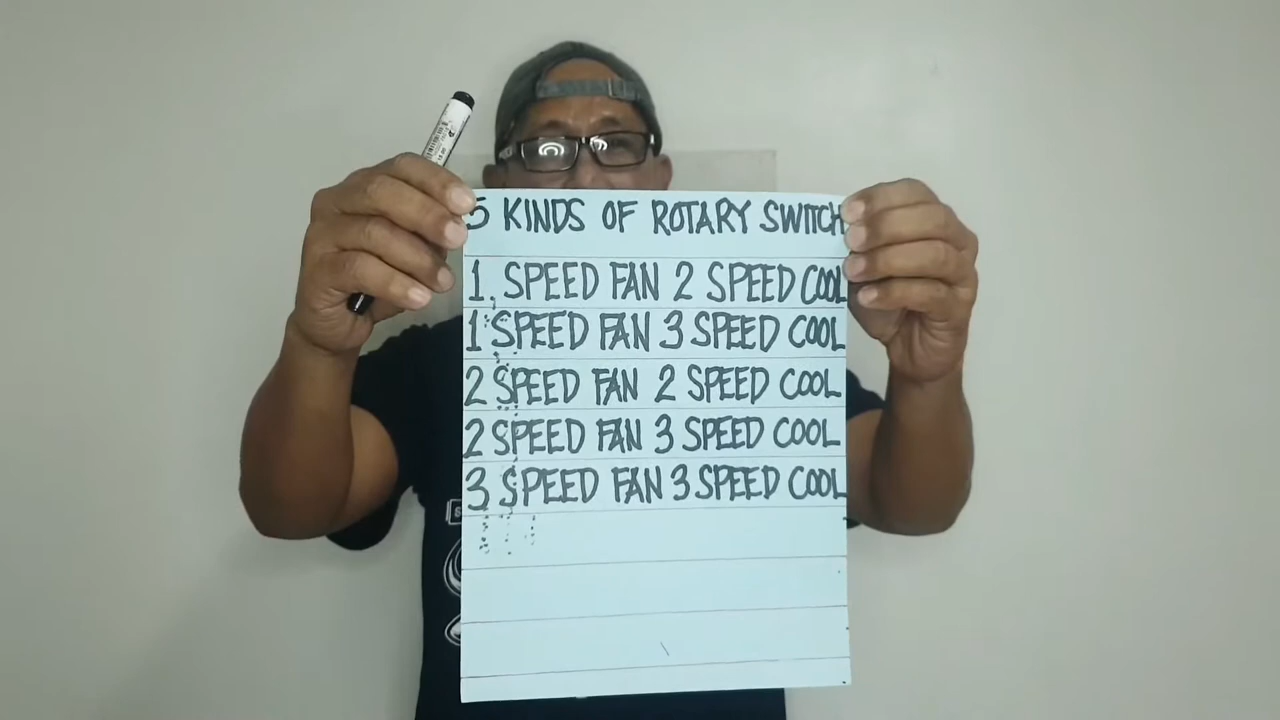 5 KINDS OF ROTARY SWITCH
1. SPEED FAN 2 SPEED COOL
1 SPEED FAN 3 SPEED COOL
2 SPEED FAN 2 SPEED COOL
2 SPEED FAN 3 SPEED COOL
3 SPEED FAN 3 SPEED COOL